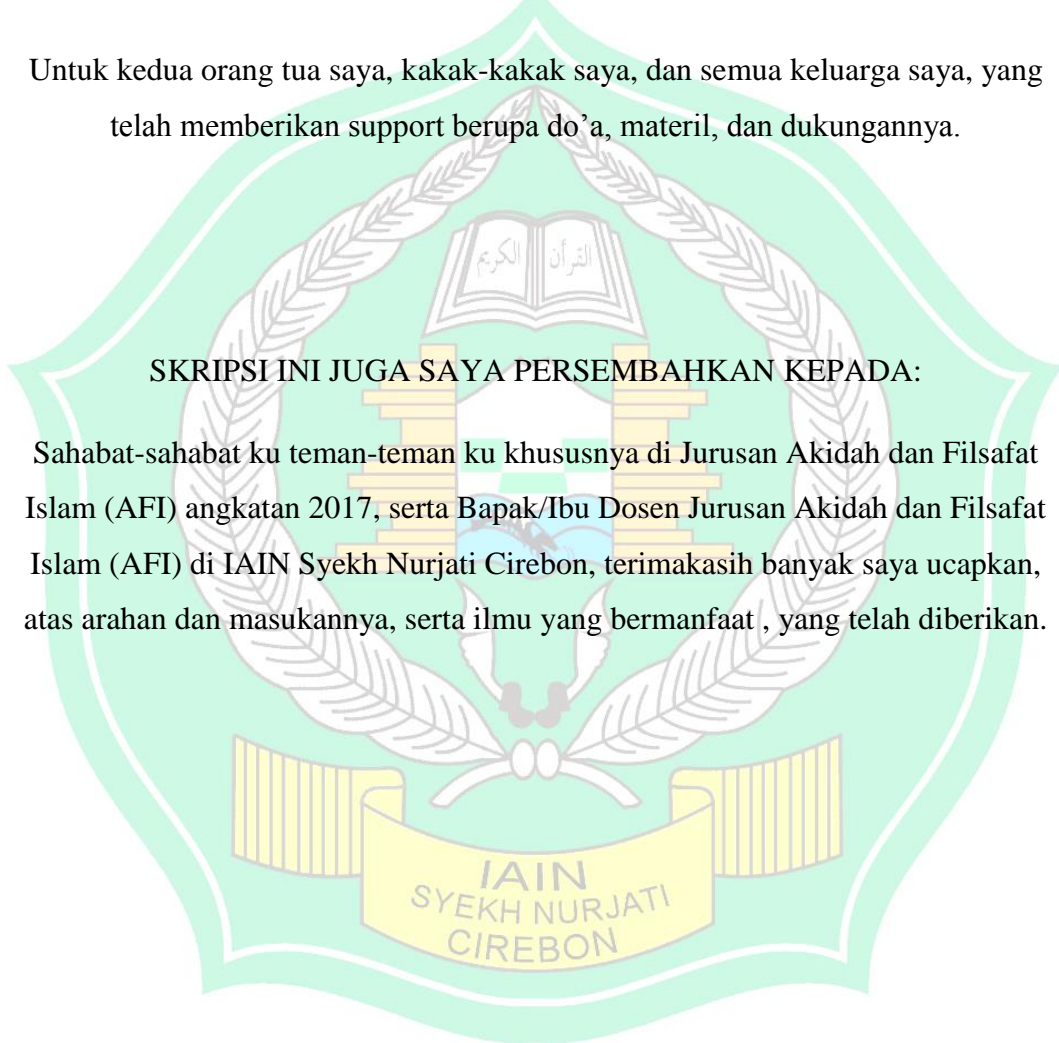 Untuk kedua orang tua saya, kakak-kakak saya, dan semua keluarga saya, yang
telah memberikan support berupa do’a, materil, dan dukungannya.
القرآن الكريم
SKRIPSI INI JUGA SAYA PERSEMBAHKAN KEPADA:
Sahabat-sahabat ku teman-teman ku khususnya di Jurusan Akidah dan Filsafat
Islam (AFI) angkatan 2017, serta Bapak/Ibu Dosen Jurusan Akidah dan Filsafat
Islam (AFI) di IAIN Syekh Nurjati Cirebon, terimakasih banyak saya ucapkan,
atas arahan dan masukannya, serta ilmu yang bermanfaat , yang telah diberikan.
IAIN
SYEKH NURJATI
CIREBON